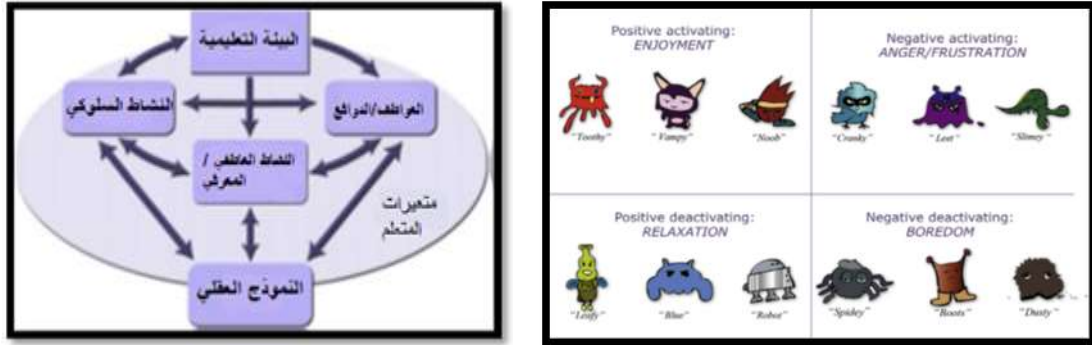 البيئة التعليمية
النشاط السلوكي
العواطف/الدوافع
النشاط العاطفي /
المعرفي
متغيرات
المتعلم
النموذج العقلي
Positive activating:
ENJOYMENT
"Toothy"
"Vampy"
"Noob"
Negative activating:
ANGER/FRUSTRATION
"Cranky"
"Leet"
"Slimey"
Positive deactivating:
RELAXATION
"Leafy"
"Blue"
"Robot"
Negative deactivating:
BOREDOM
"Spidey"
"Boots"
"Dusty"